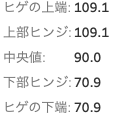 ヒゲの上端: 109.1
上部ヒンジ: 109.1
中央値: 90.0
下部ヒンジ: 70.9
ヒゲの下端: 70.9